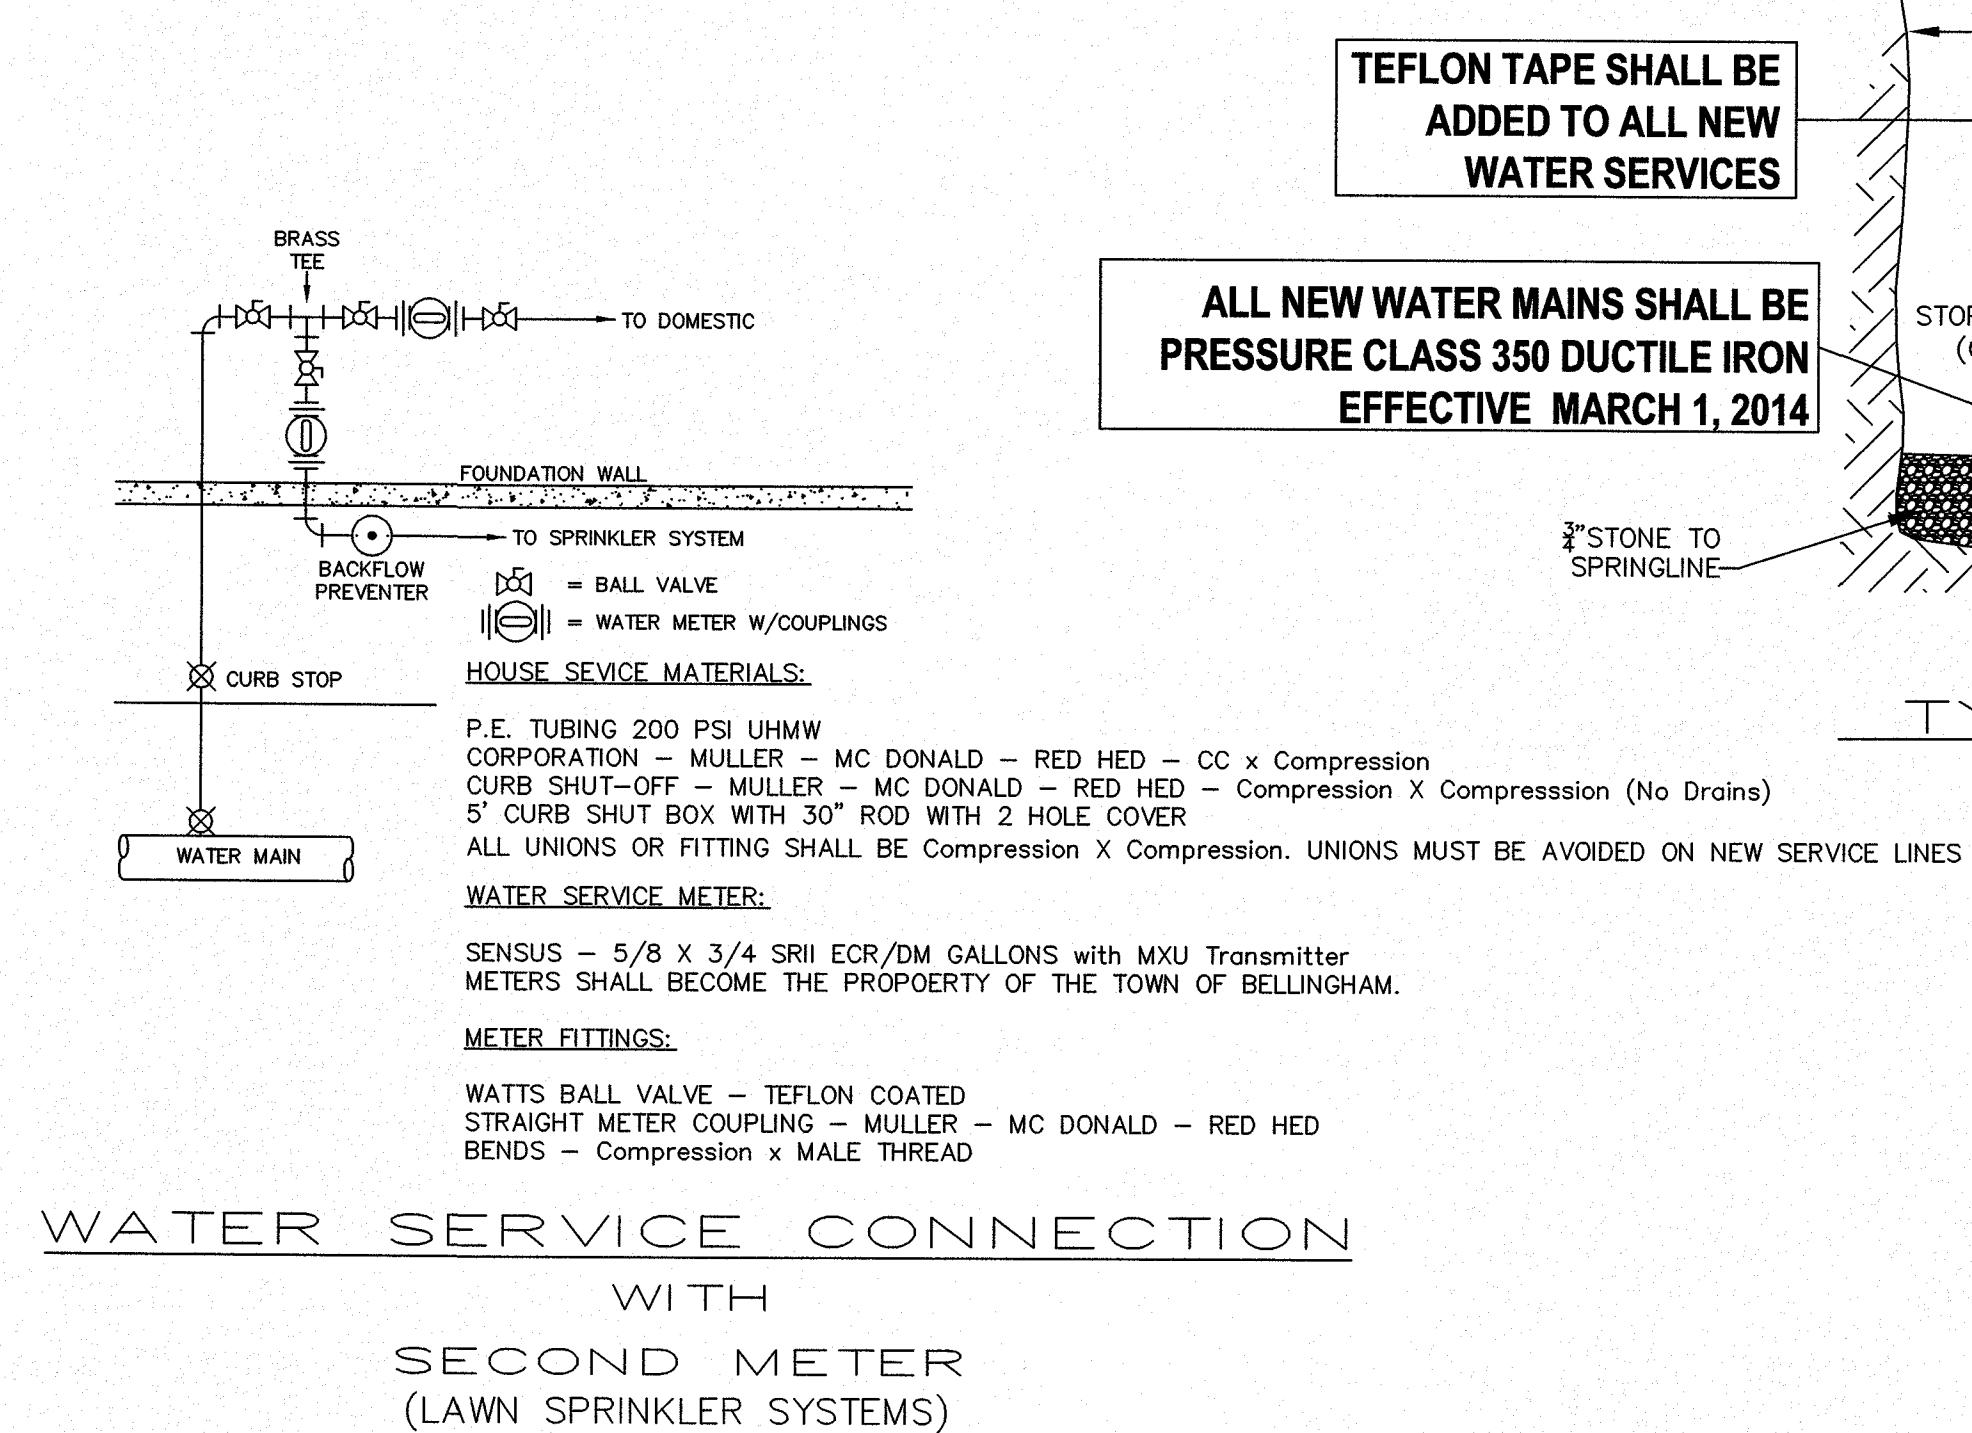 TEFLON TAPE SHALL BE
ADDED TO ALL NEW
WATER SERVICES
ALL NEW WATER MAINS SHALL BE
PRESSURE CLASS 350 DUCTILE IRON
EFFECTIVE MARCH 1, 2014
¾" STONE TO
SPRINGLINE
BRASS
TEE
TO DOMESTIC
FOUNDATION WALL
TO SPRINKLER SYSTEM
BACKFLOW
PREVENTER
= BALL VALVE
= WATER METER W/COUPLINGS
CURB STOP
WATER MAIN
HOUSE SEVICE MATERIALS:
P.E. TUBING 200 PSI UHMW
CORPORATION – MULLER – MC DONALD – RED HED – CC x Compression
CURB SHUT–OFF – MULLER – MC DONALD – RED HED – Compression X Compresssion (No Drains)
5' CURB SHUT BOX WITH 30" ROD WITH 2 HOLE COVER
ALL UNIONS OR FITTING SHALL BE Compression X Compression. UNIONS MUST BE AVOIDED ON NEW SERVICE LINES
WATER SERVICE METER:
SENSUS – 5/8 X 3/4 SRII ECR/DM GALLONS with MXU Transmitter
METERS SHALL BECOME THE PROPOERTY OF THE TOWN OF BELLINGHAM.
METER FITTINGS:
WATTS BALL VALVE – TEFLON COATED
STRAIGHT METER COUPLING – MULLER – MC DONALD – RED HED
BENDS – Compression x MALE THREAD
WATER SERVICE CONNECTION
WITH
SECOND METER
(LAWN SPRINKLER SYSTEMS)